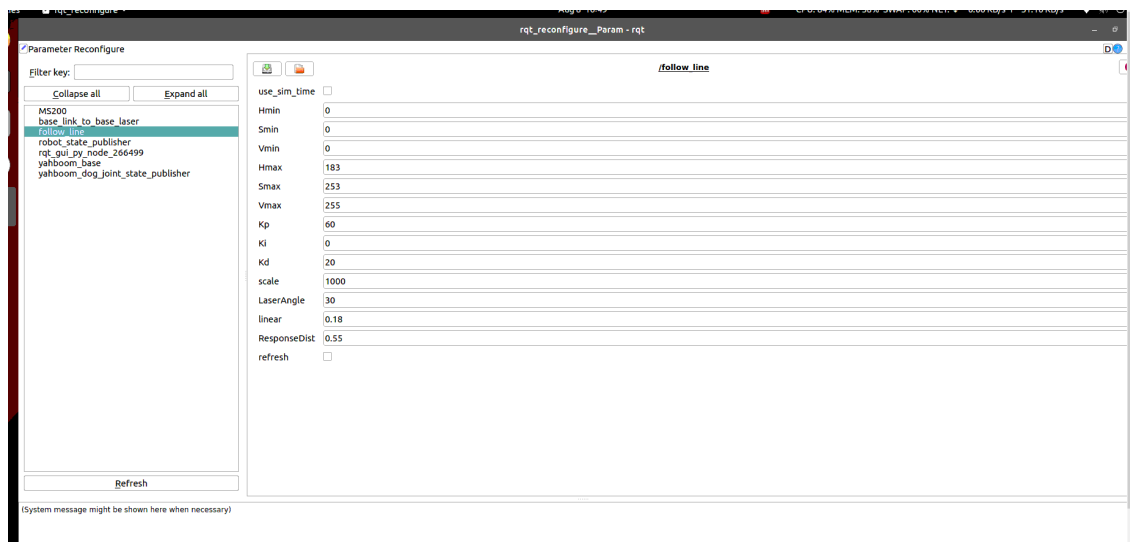 rqt_reconfigure__Param - rqt
Parameter Reconfigure
D
Filter key:
Collapse all
Expand all
MS200
base_link_to_base_laser
follow_line
robot_state_publisher
rqt_gui_py_node_266499
yahboom_base
yahboom_dog_joint_state_publisher
Refresh
/follow_line
use_sim_time
Hmin 0
Smin 0
Vmin 0
Hmax 183
Smax 253
Vmax 255
Kp 60
Ki 0
Kd 20
scale 1000
LaserAngle 30
linear 0.18
ResponseDist 0.55
refresh
(System message might be shown here when necessary)